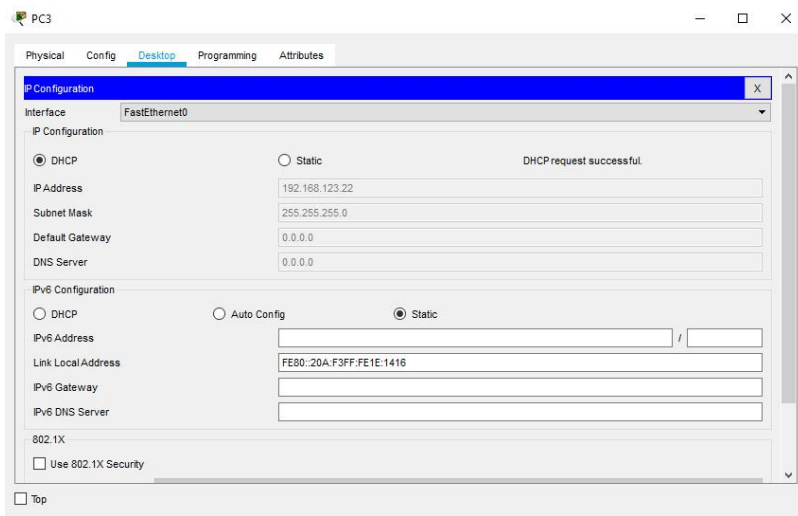 PC3
Physical Config Desktop Programming Attributes
IP Configuration X
Interface FastEthernet0
IP Configuration
DHCP Static DHCP request successful.
IP Address 192.168.123.22
Subnet Mask 255.255.255.0
Default Gateway 0.0.0.0
DNS Server 0.0.0.0
IPv6 Configuration
DHCP Auto Config Static
IPv6 Address /
Link Local Address FE80::20A:F3FF:FE1E:1416
IPv6 Gateway
IPv6 DNS Server
802.1X
Use 802.1X Security
Top